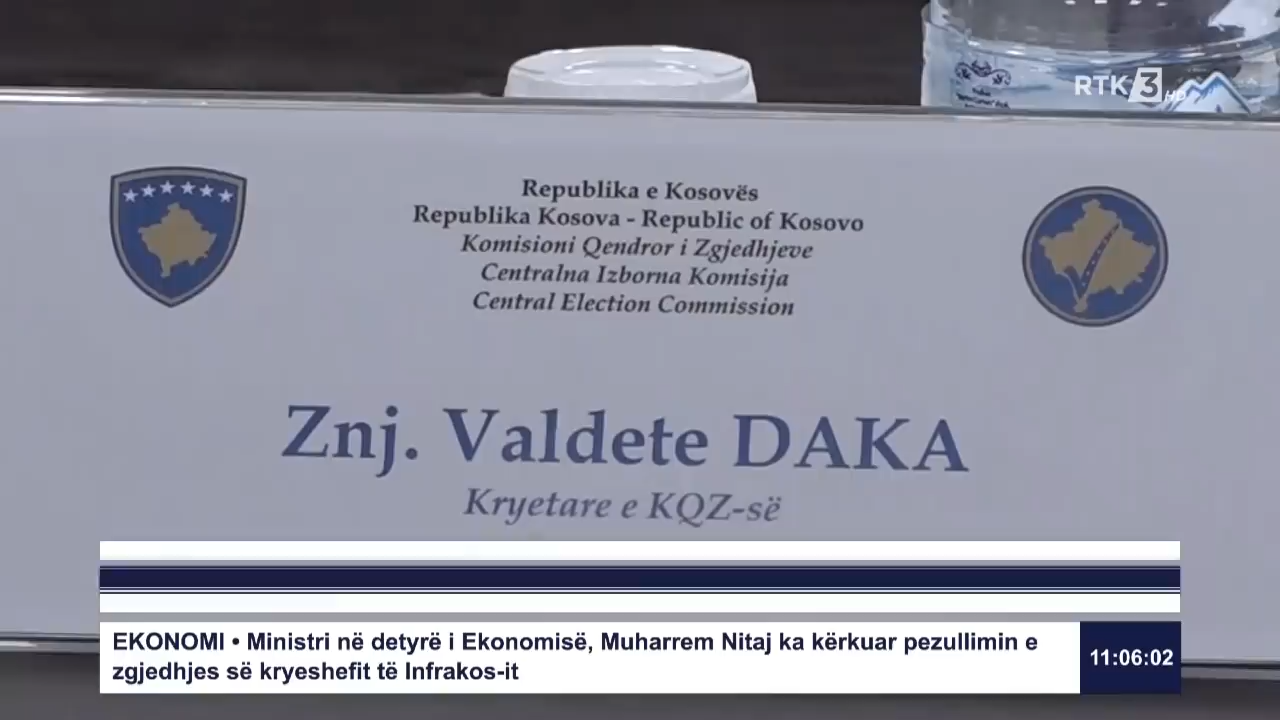 RTK 3 HD
Republika e Kosovës
Republika Kosova - Republic of Kosovo
Komisioni Qendror i Zgjedhjeve
Centralna Izborna Komisija
Central Election Commission
Znj. Valdete DAKA
Kryetare e KQZ-së
EKONOMI • Ministri në detyrë i Ekonomisë, Muharrem Nitaj ka kërkuar pezullimin e
zgjedhjes së kryeshefit të Infrakos-it
11:06:02